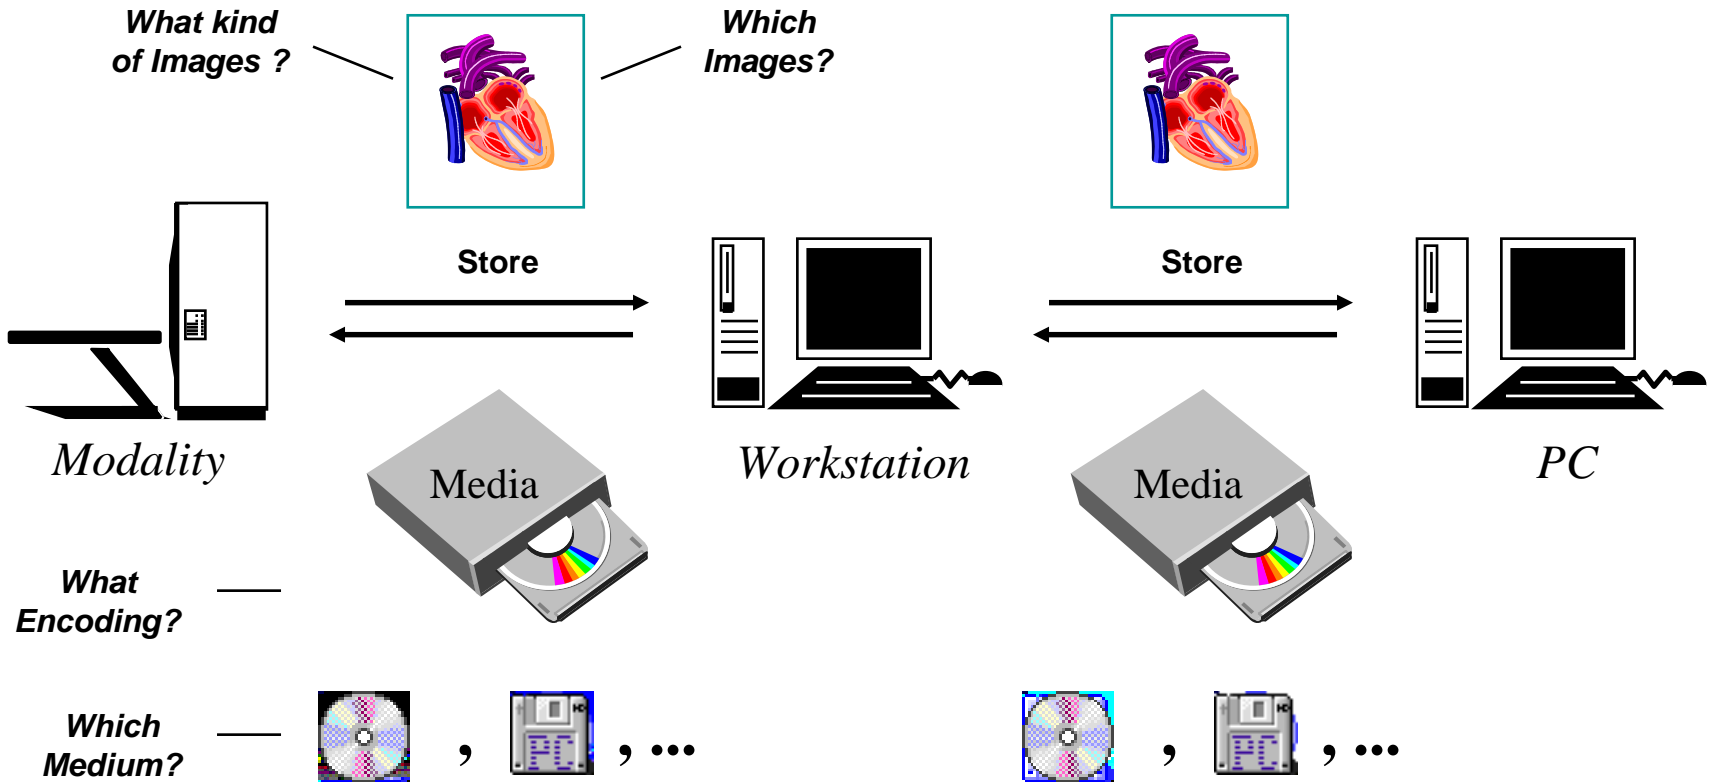 What kind
of Images ?
Which
Images?
Store
Store
Modality
Media
Workstation
Media
PC
What
Encoding?
Which
Medium?
PC
, , ...
PC
, , ...